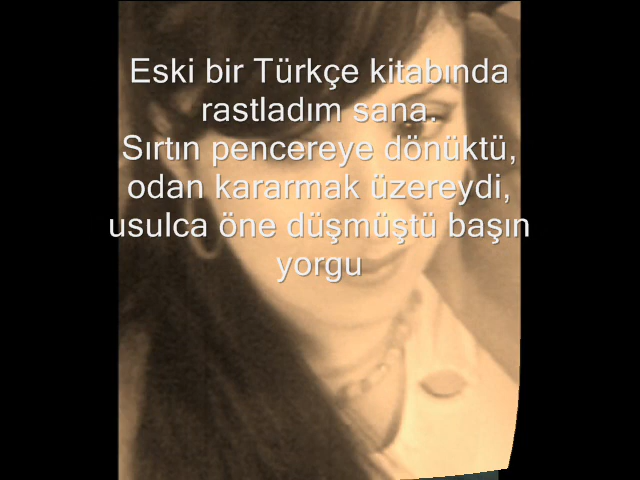 Eski bir Türkçe kitabında
rastladım sana.
Sırtın pencereye dönüktü,
odan kararmak üzereydi,
usulca öne düşmüştü başın
yorgu